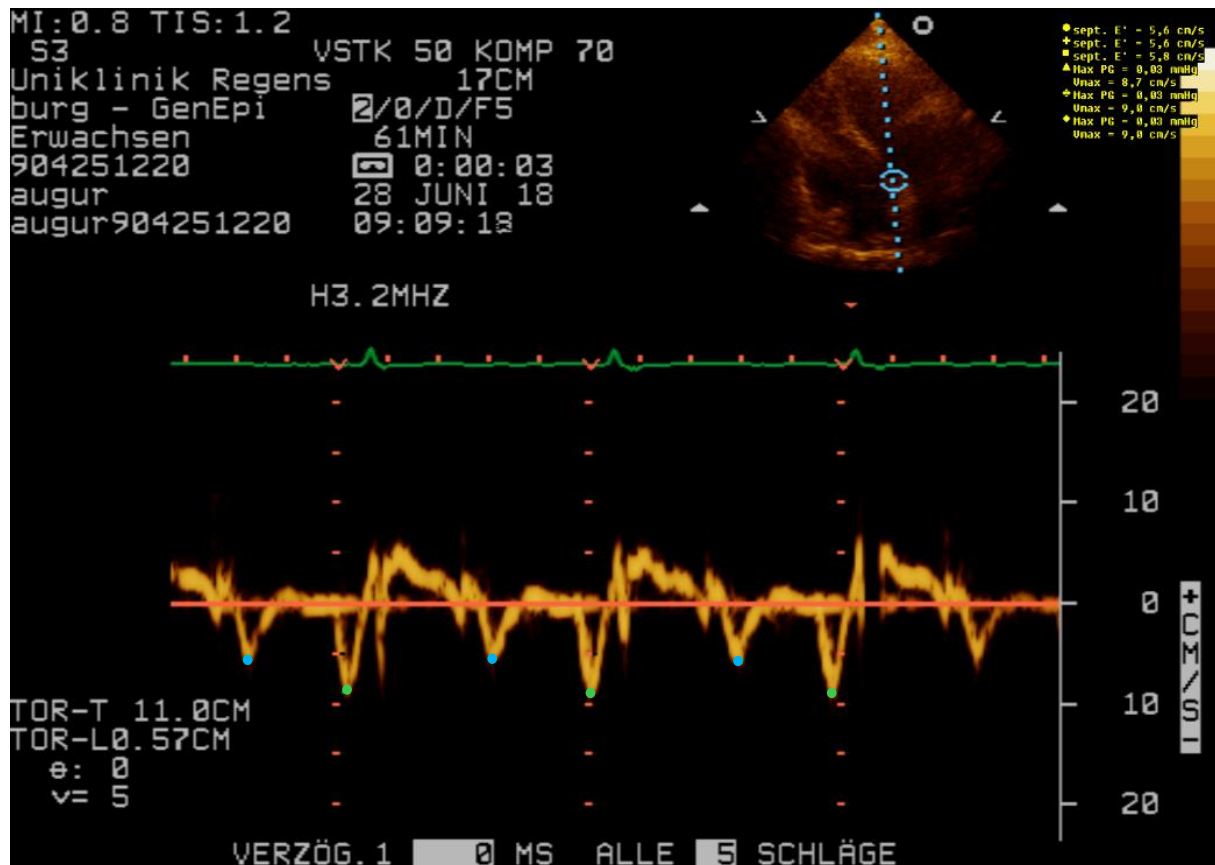 MI:0.8 TIS:1.2
S3 VSTK 50 KOMP 70
Uniklinik Regens 17CM
burg - GenEpi 2/0/D/F5
Erwachsen 61MIN
904251220 0:00:03
augur 28 JUNI 18
augur904251220 09:09:18
H3.2MHZ
sept. E' = 5,6 cm/s
sept. E' = 5,6 cm/s
sept. E' = 5,8 cm/s
Max PG = 0,03 mmHg
Vmax = 8,7 cm/s
Max PG = 0,03 mmHg
Vmax = 9,0 cm/s
Max PG = 0,03 mmHg
Vmax = 9,0 cm/s
20
10
0
10
20
+CM/S-
TOR-T 11.0CM
TOR-L0.57CM
θ: 0
v= 5
VERZÖG.1 0 MS ALLE 5 SCHLÄGE